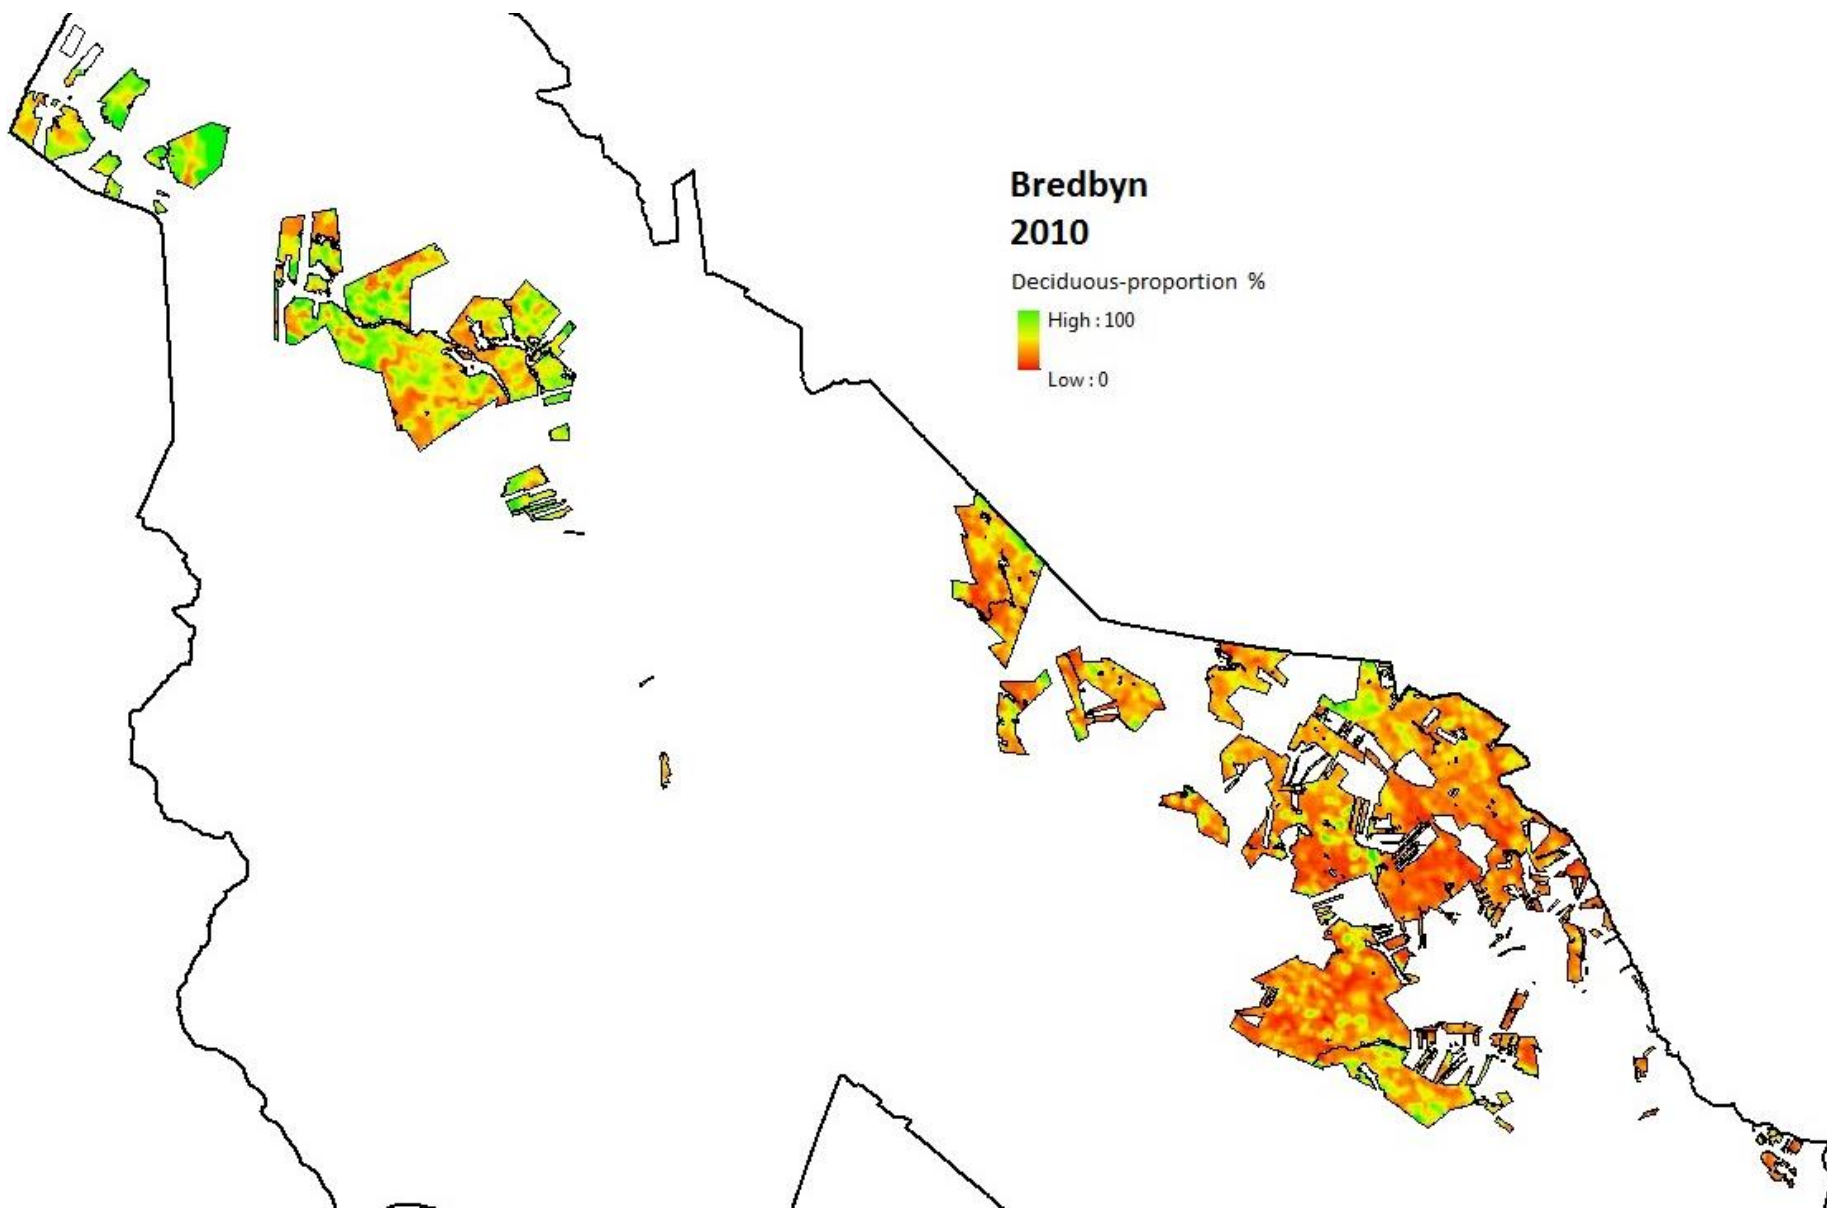 Bredbyn
2010
Deciduous-proportion %
High : 100
Low : 0